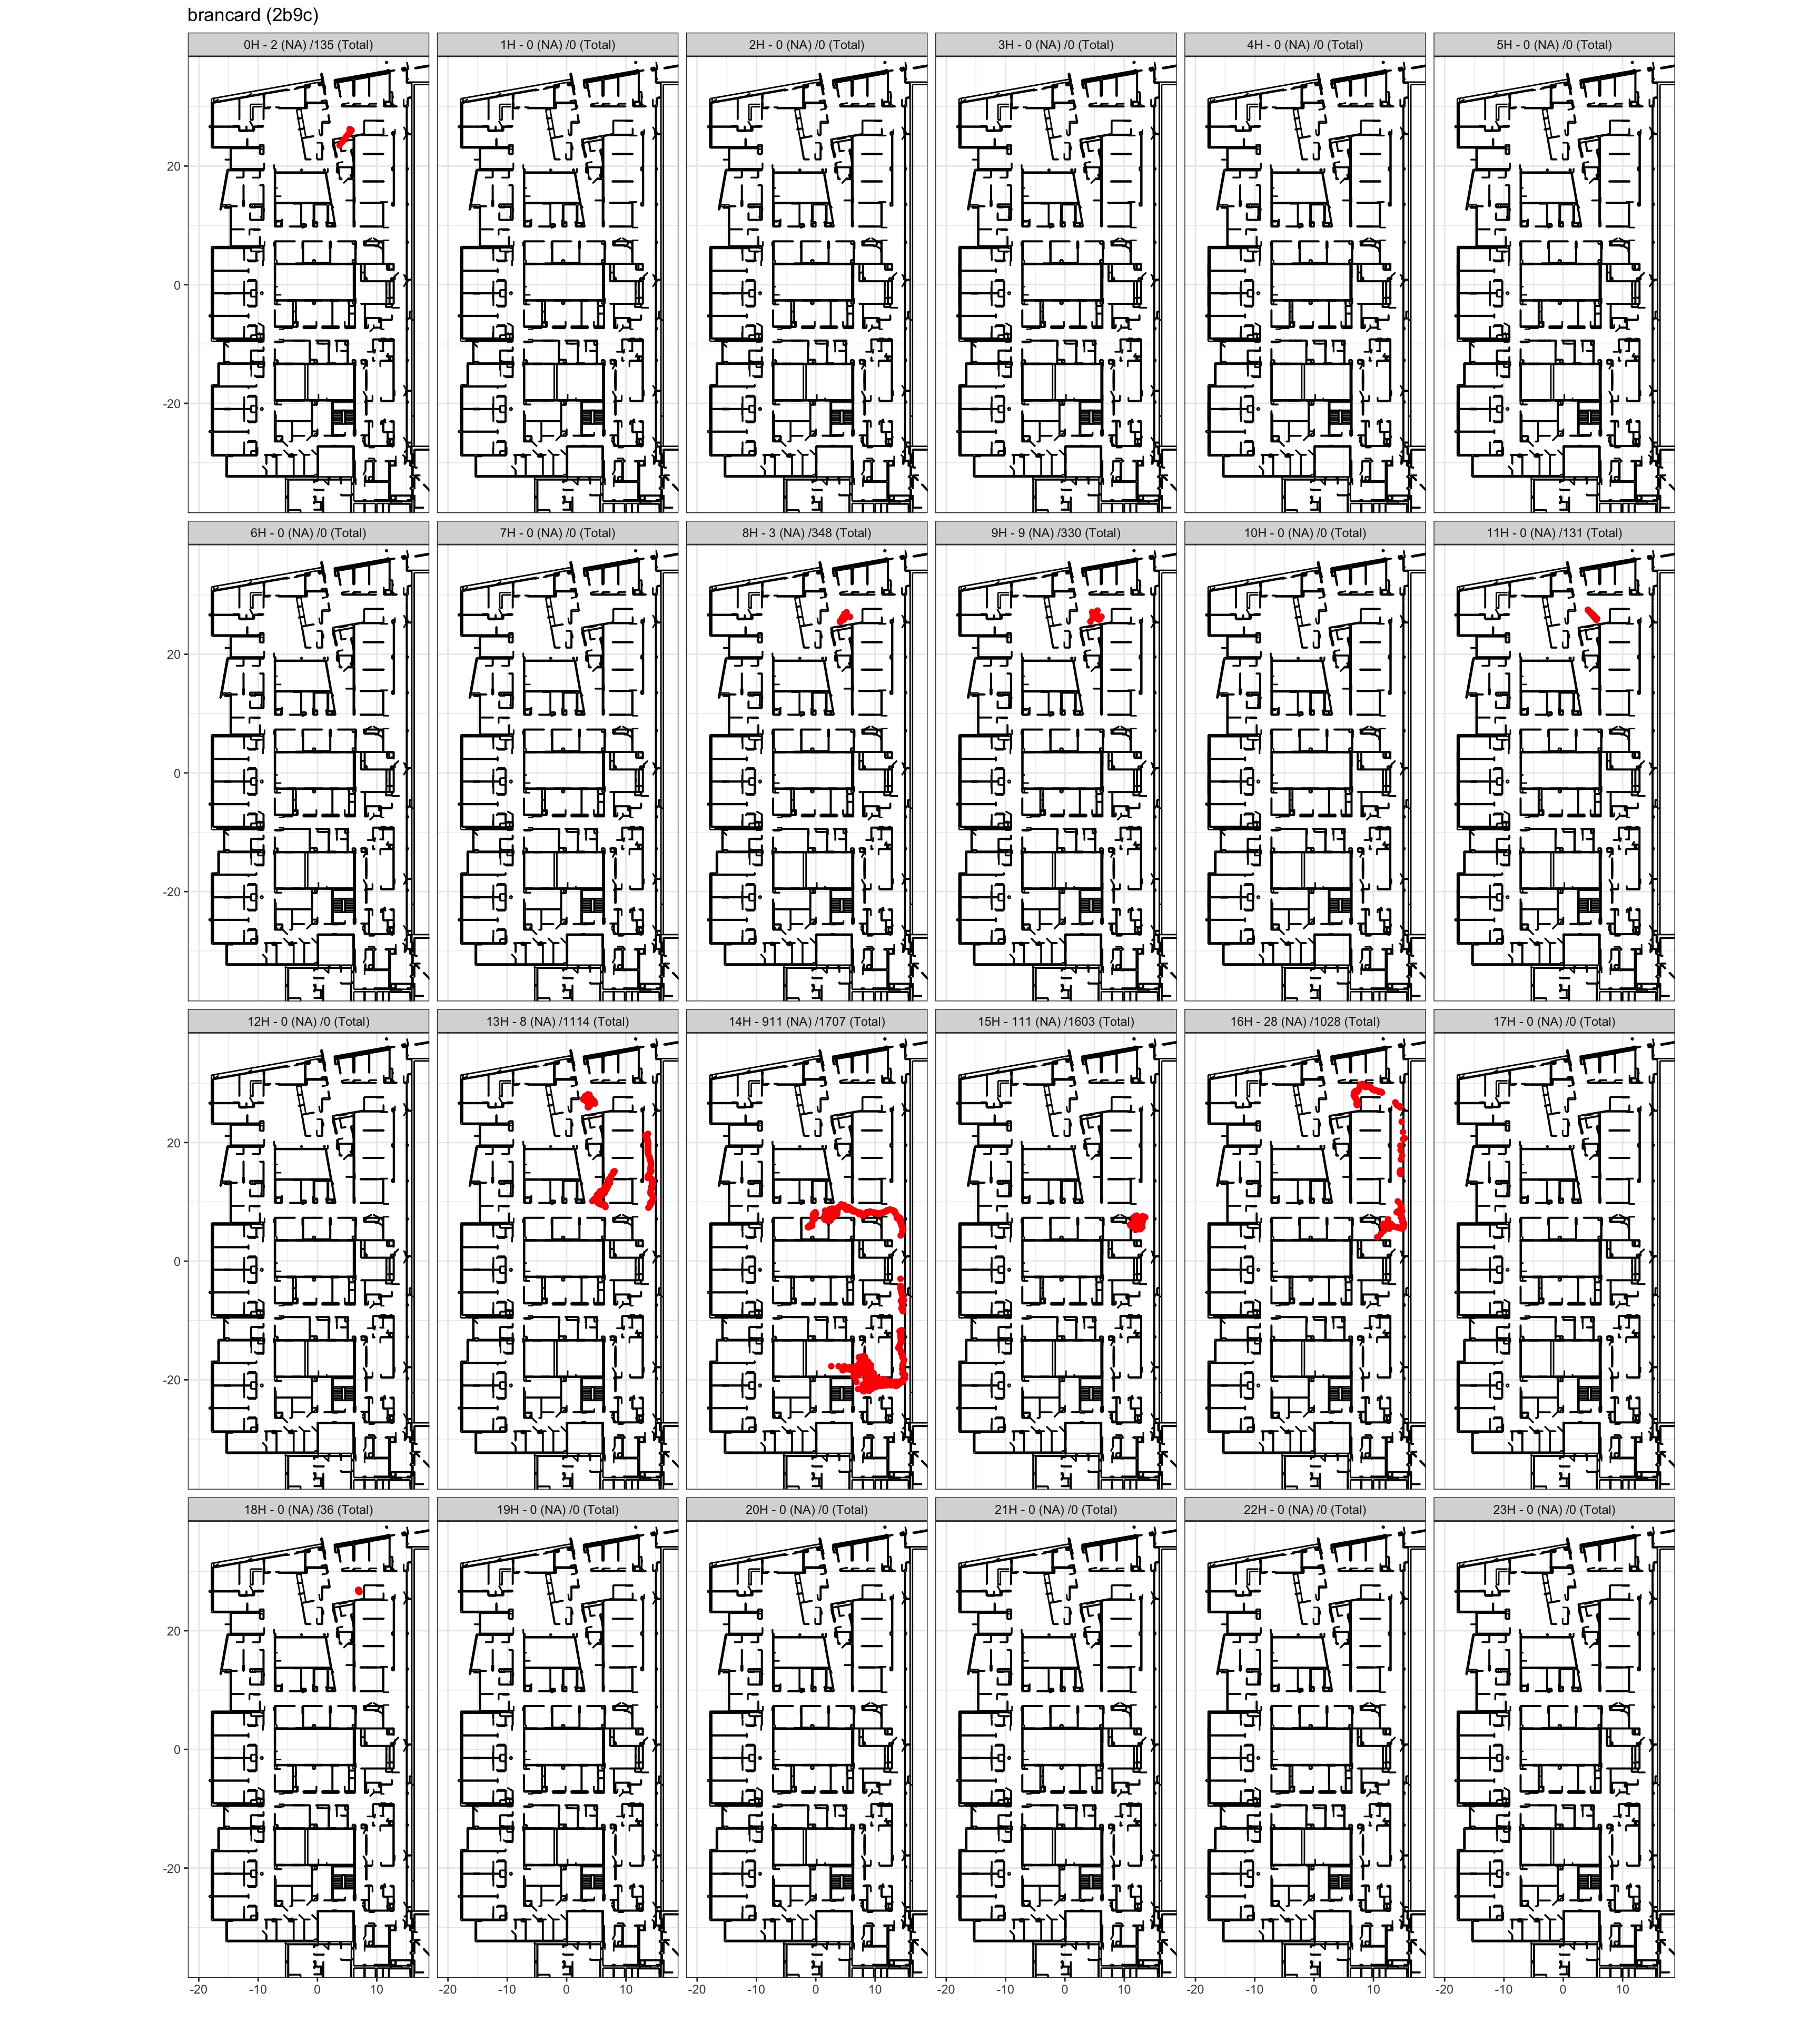 brancard (2b9c)
0H - 2 (NA) /135 (Total) 1H - 0 (NA) /0 (Total) 2H - 0 (NA) /0 (Total) 3H - 0 (NA) /0 (Total) 4H - 0 (NA) /0 (Total) 5H - 0 (NA) /0 (Total)
20
0
-20
6H - 0 (NA) /0 (Total) 7H - 0 (NA) /0 (Total) 8H - 3 (NA) /348 (Total) 9H - 9 (NA) /330 (Total) 10H - 0 (NA) /0 (Total) 11H - 0 (NA) /131 (Total)
20
0
-20
12H - 0 (NA) /0 (Total) 13H - 8 (NA) /1114 (Total) 14H - 911 (NA) /1707 (Total) 15H - 111 (NA) /1603 (Total) 16H - 28 (NA) /1028 (Total) 17H - 0 (NA) /0 (Total)
20
0
-20
18H - 0 (NA) /36 (Total) 19H - 0 (NA) /0 (Total) 20H - 0 (NA) /0 (Total) 21H - 0 (NA) /0 (Total) 22H - 0 (NA) /0 (Total) 23H - 0 (NA) /0 (Total)
20
0
-20
-20 -10 0 10 -20 -10 0 10 -20 -10 0 10 -20 -10 0 10 -20 -10 0 10 -20 -10 0 10